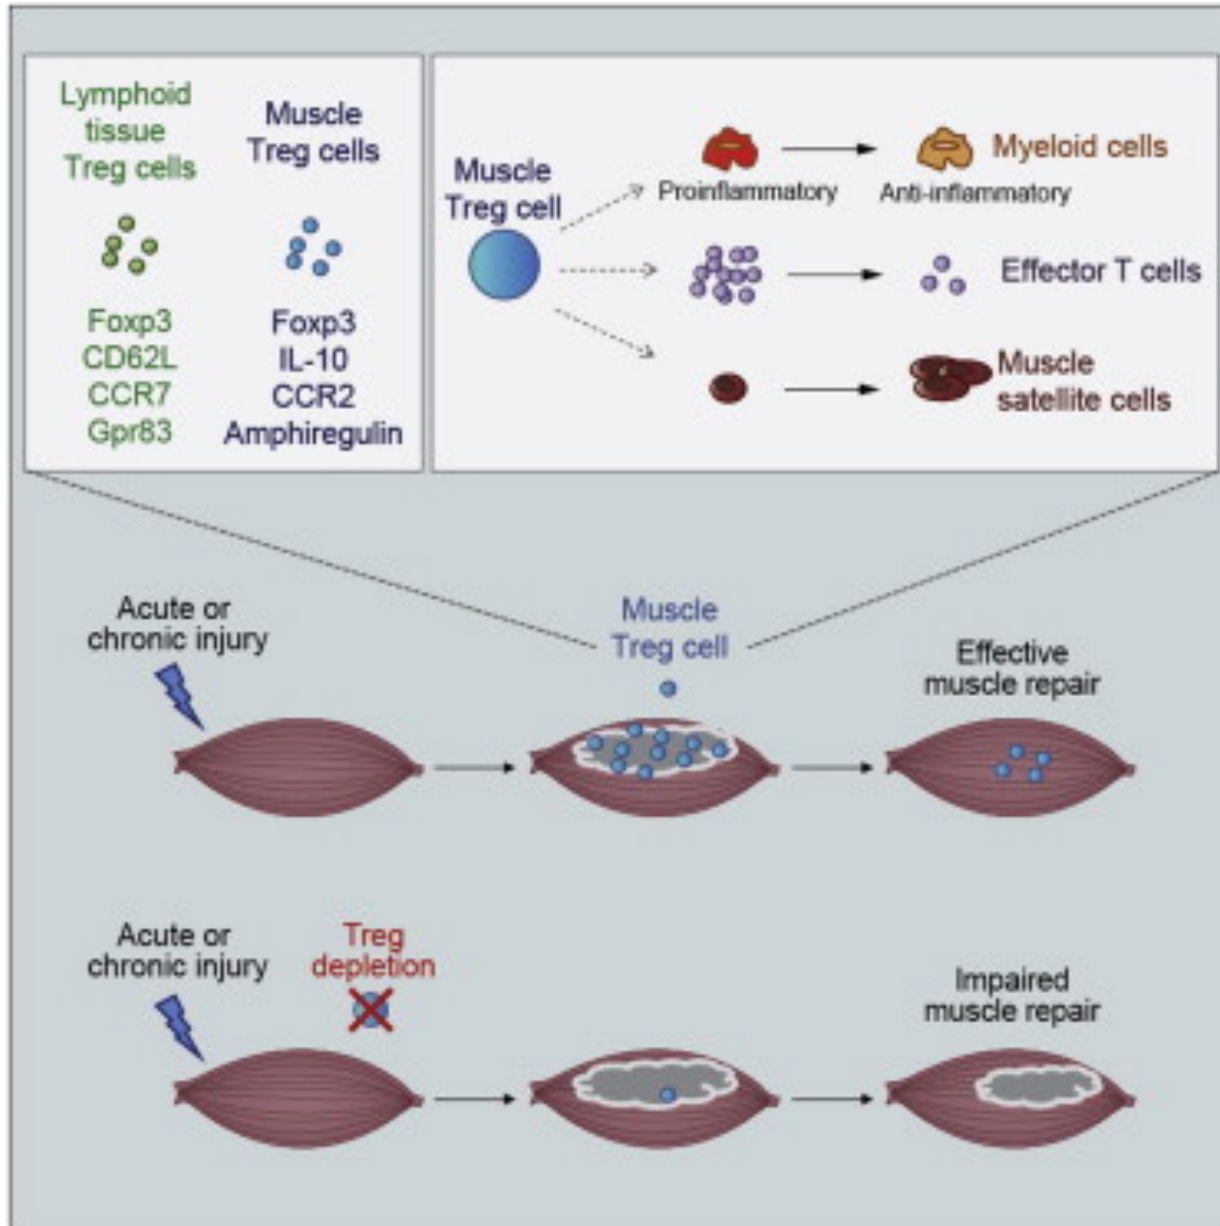 Lymphoid
tissue
Treg cells
Muscle
Treg cells
Foxp3
CD62L
CCR7
Gpr83
Foxp3
IL-10
CCR2
Amphiregulin
Muscle
Treg cell
Proinflammatory
Anti-inflammatory
Myeloid cells
Effector T cells
Muscle
satellite cells
Acute or
chronic injury
Muscle
Treg cell
Effective
muscle repair
Acute or
chronic injury
Treg
depletion
Impaired
muscle repair